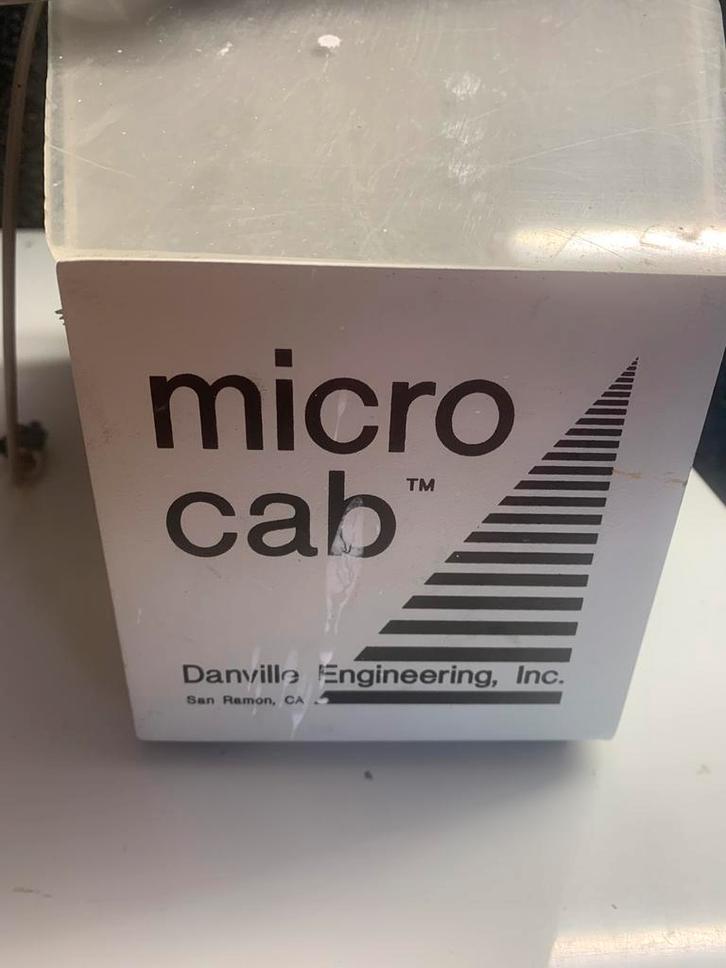 micro
cab™
Danville Engineering, Inc.
San Ramon, CA